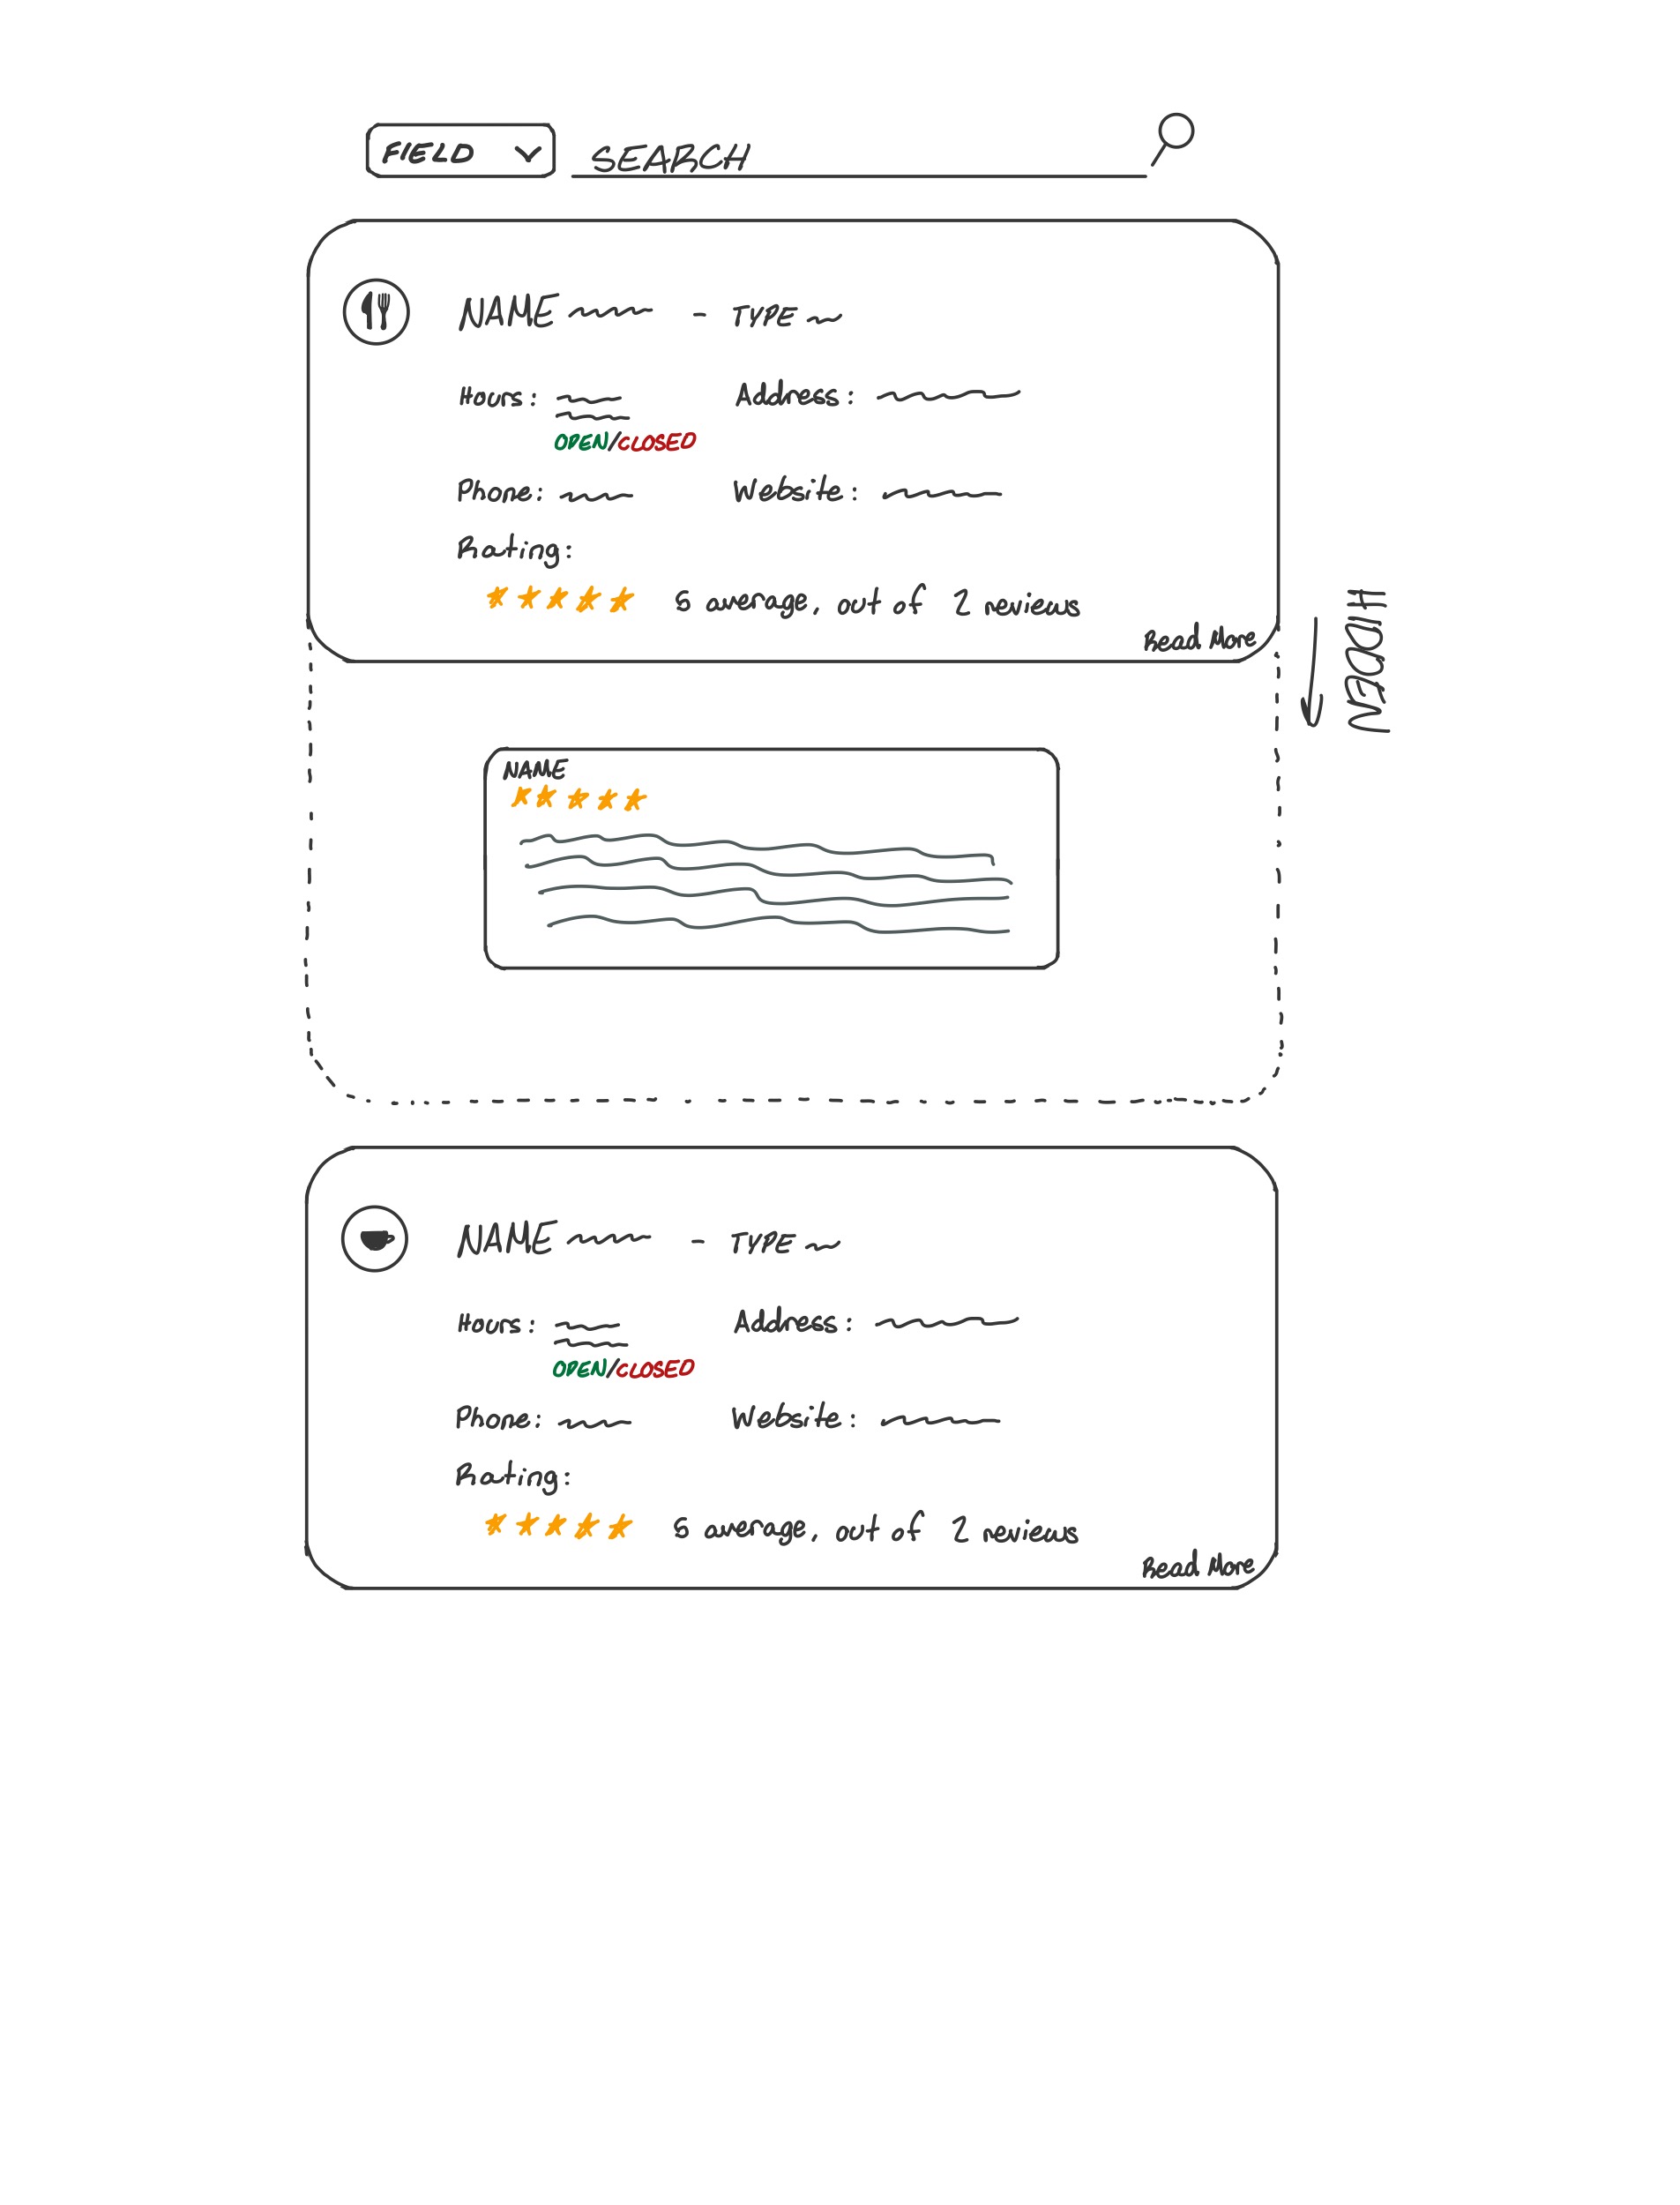 FIELD SEARCH
NAME - TYPE
Hours: Address:
OPEN/CLOSED
Phone: Website:
Rating:
5 average, out of 2 reviews
Read More
HIDDEN
NAME
NAME - TYPE
Hours: Address:
OPEN/CLOSED
Phone: Website:
Rating:
5 average, out of 2 reviews
Read More